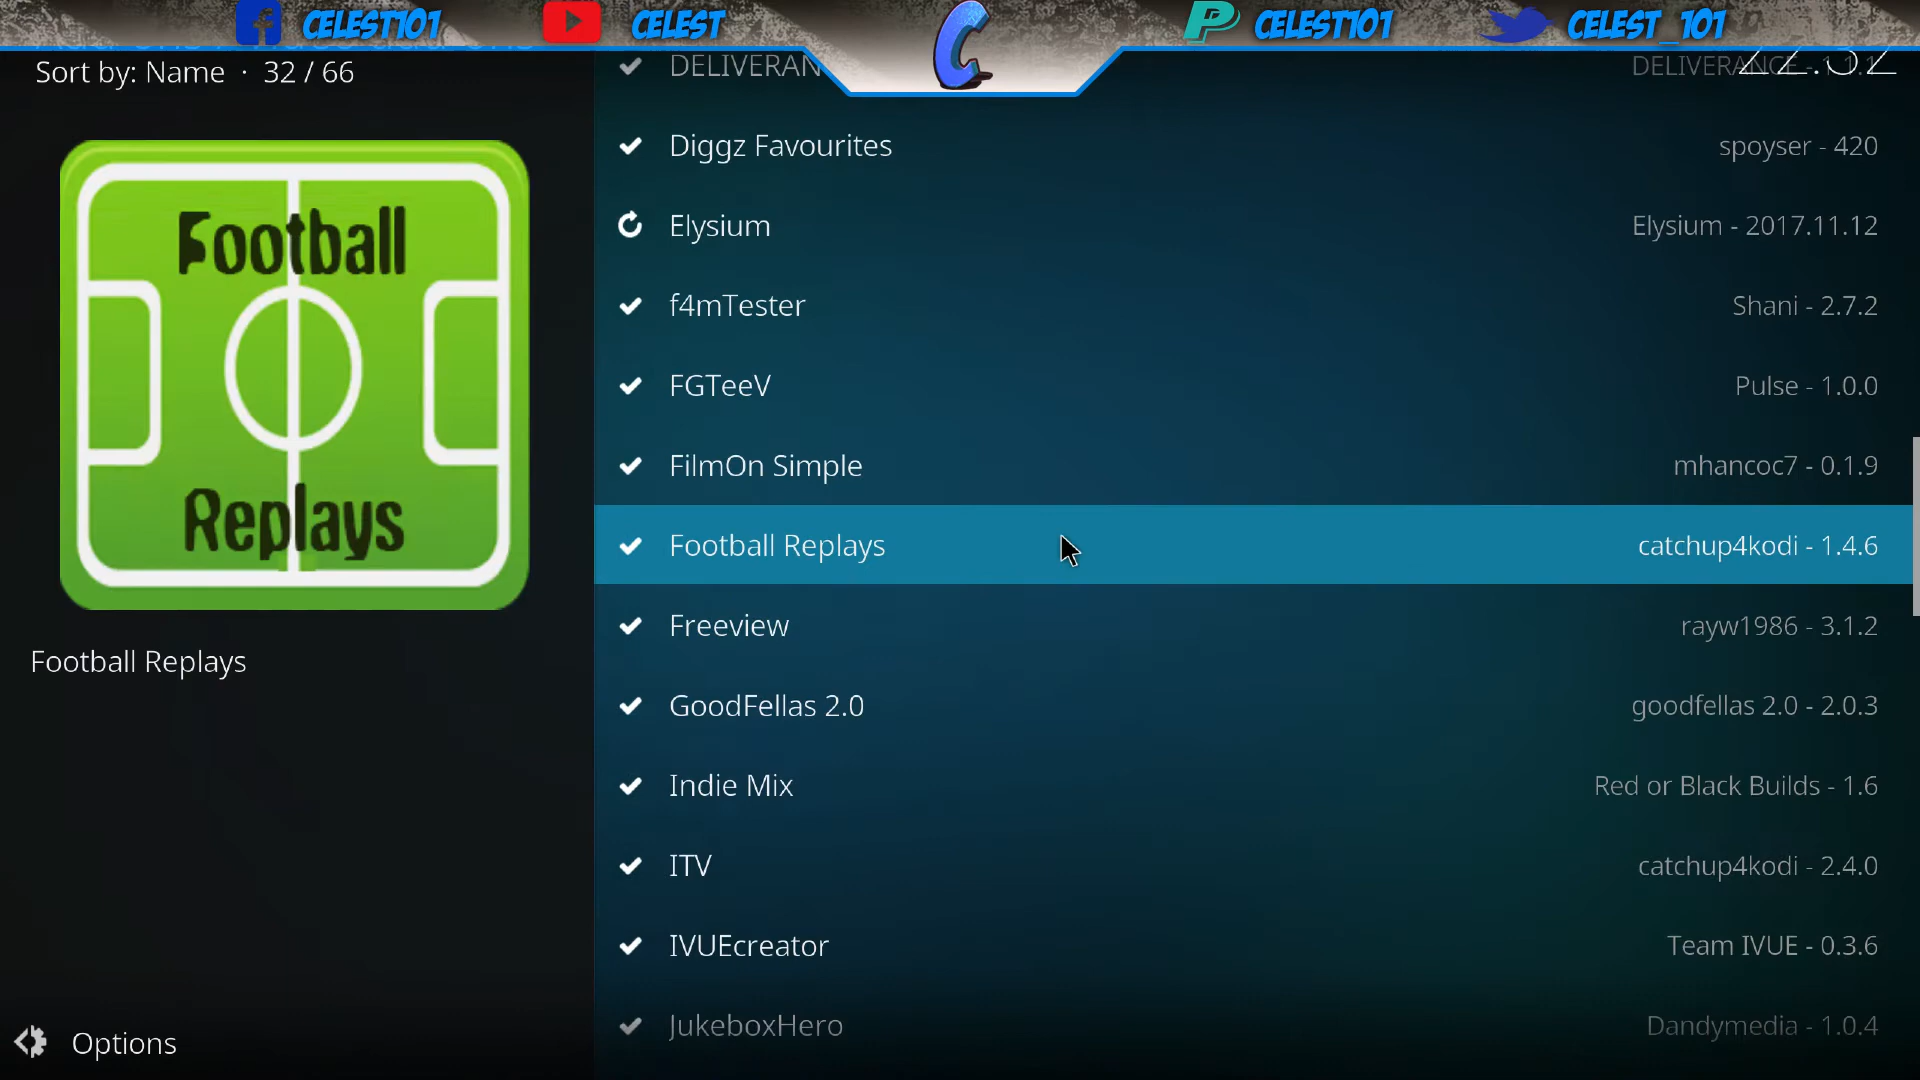 CELEST101 CELEST C CELEST101 CELEST_101
Sort by: Name · 32 / 66
DELIVERAN DELIVERANCE - 1.1.1
Diggz Favourites spoyser - 420
Elysium Elysium - 2017.11.12
f4mTester Shani - 2.7.2
FGTeeV Pulse - 1.0.0
FilmOn Simple mhancoc7 - 0.1.9
Football Replays catchup4kodi - 1.4.6
Freeview rayw1986 - 3.1.2
GoodFellas 2.0 goodfellas 2.0 - 2.0.3
Indie Mix Red or Black Builds - 1.6
ITV catchup4kodi - 2.4.0
IVUEcreator Team IVUE - 0.3.6
JukeboxHero Dandymedia - 1.0.4
Football
Replays
Football Replays
Options